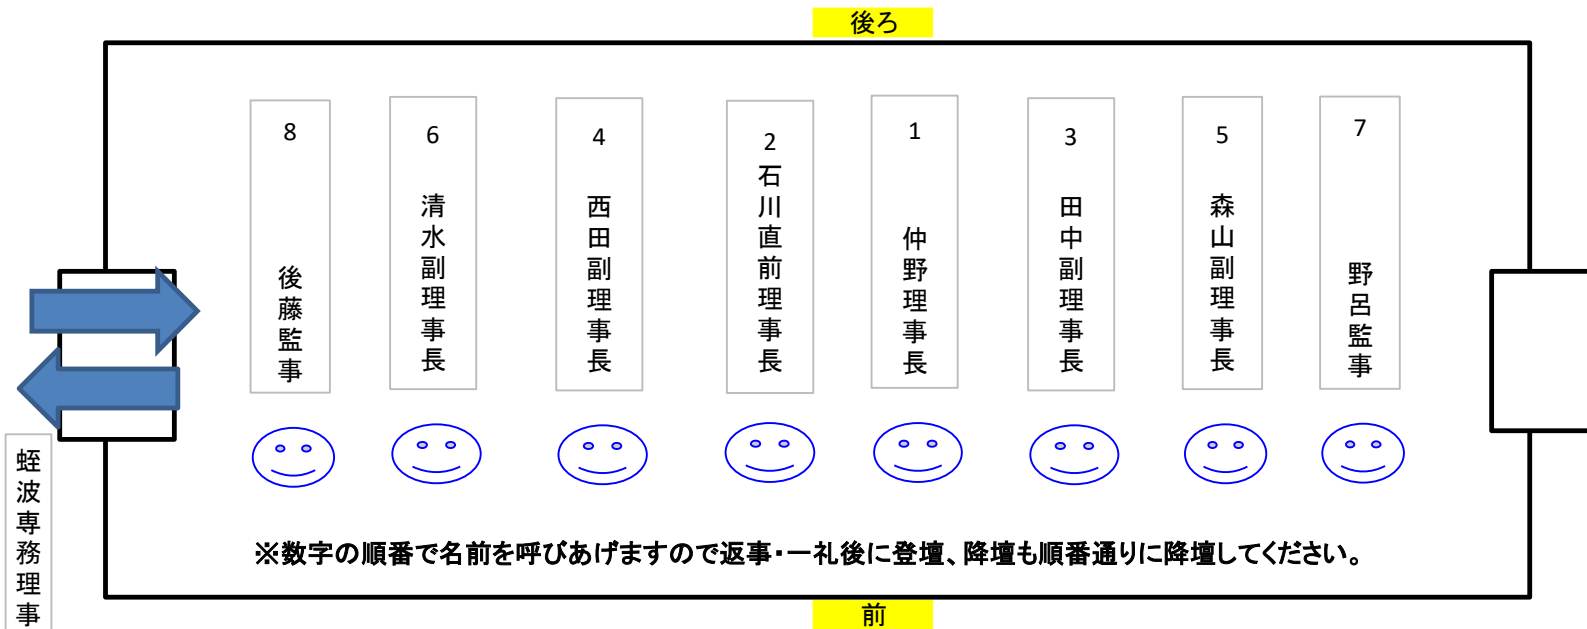 後ろ
8 後藤監事
6 清水副理事長
4 西田副理事長
2 石川直前理事長
1 仲野理事長
3 田中副理事長
5 森山副理事長
7 野呂監事
蛭波専務理事
※数字の順番で名前を呼びあげますので返事・一礼後に登壇、降壇も順番通りに降壇してください。
前